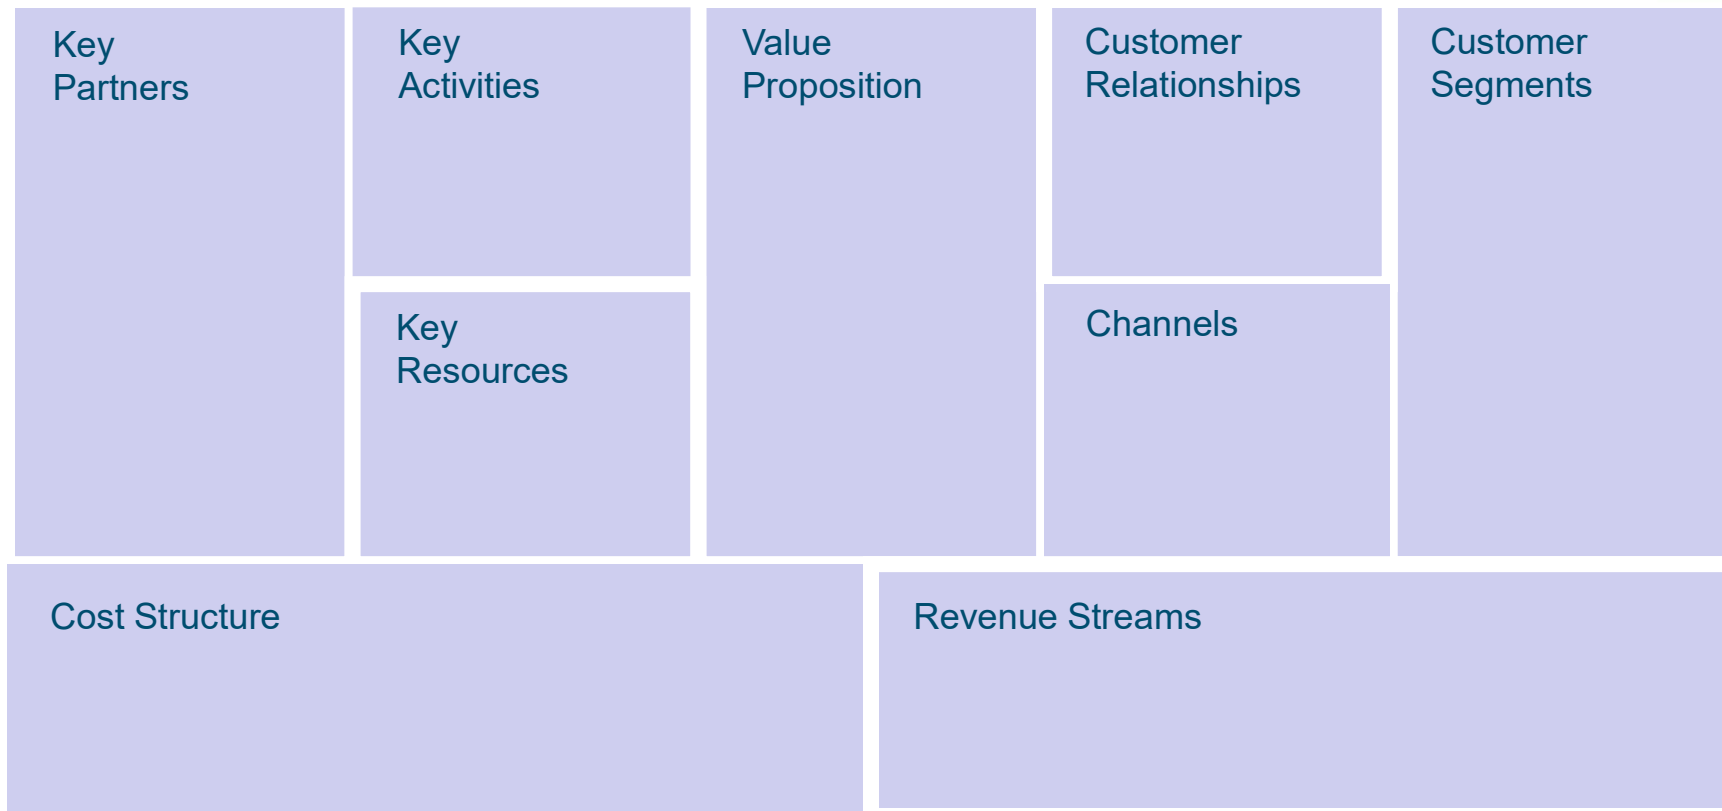 Key
Partners
Key
Activities
Value
Proposition
Customer
Relationships
Customer
Segments
Key
Resources
Channels
Cost Structure
Revenue Streams